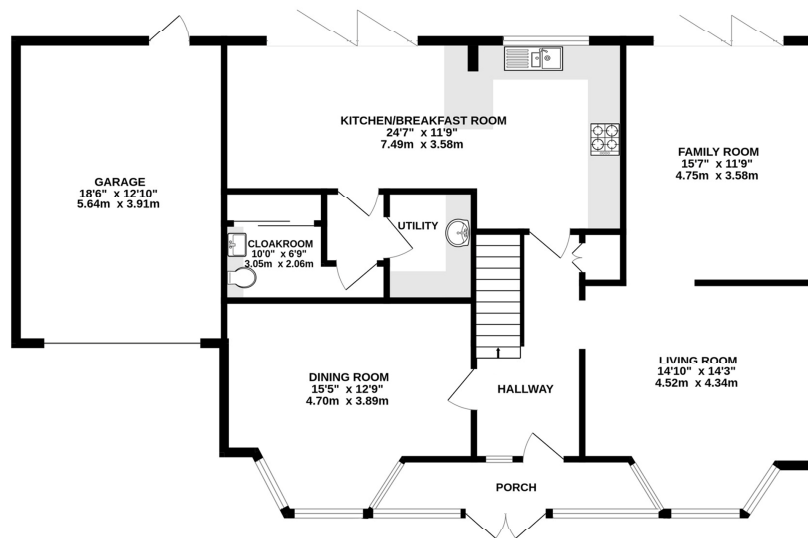 KITCHEN/BREAKFAST ROOM
24'7" x 11'9"
7.49m x 3.58m
FAMILY ROOM
15'7" x 11'9"
4.75m x 3.58m
GARAGE
18'6" x 12'10"
5.64m x 3.91m
UTILITY
CLOAKROOM
10'0" x 6'9"
3.05m x 2.06m
LIVING ROOM
14'10" x 14'3"
4.52m x 4.34m
DINING ROOM
15'5" x 12'9"
4.70m x 3.89m
HALLWAY
PORCH